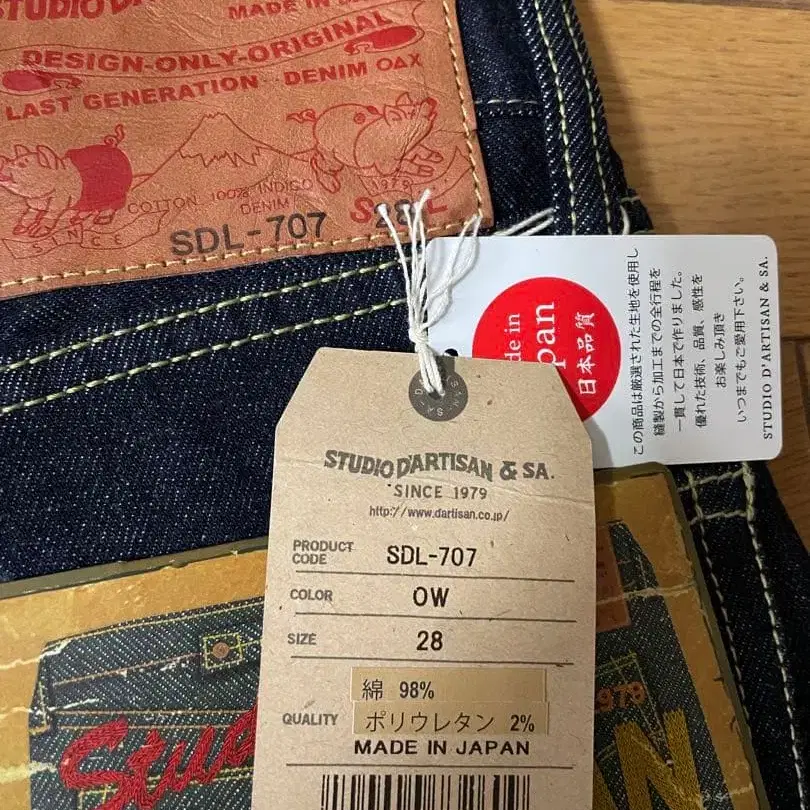 STUDIO D'ARTISAN
MADE IN
DESIGN-ONLY-ORIGINAL
LAST GENERATION DENIM OΔX
COTTON 100% INDIGO
DENIM
1979
SINCE
SDL-707 28
日本品質
この商品は厳選された生地を使用し
縫製から加工までの全行程を
一貫して日本で作りました。
優れた技術、品質、感性を
お楽しみ頂き
いつまでもご愛用下さい。
STUDIO D'ARTISAN & SA.
STUDIO D'ARTISAN & SA.
SINCE 1979
http://www.dartisan.co.jp/
PRODUCT
CODE SDL-707
COLOR OW
SIZE 28
綿 98%
QUALITY ポリウレタン 2%
MADE IN JAPAN
1979